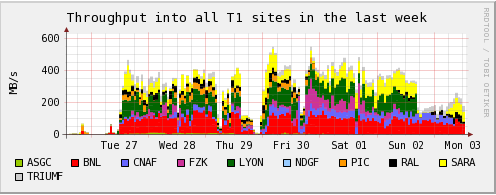 Throughput into all T1 sites in the last week
RRDTOOL / TOBI OETIKER
MB/s
600
400
200
0
Tue 27 Wed 28 Thu 29 Fri 30 Sat 01 Sun 02 Mon 03
ASGC BNL CNAF FZK LYON NDGF PIC RAL SARA
TRIUMF